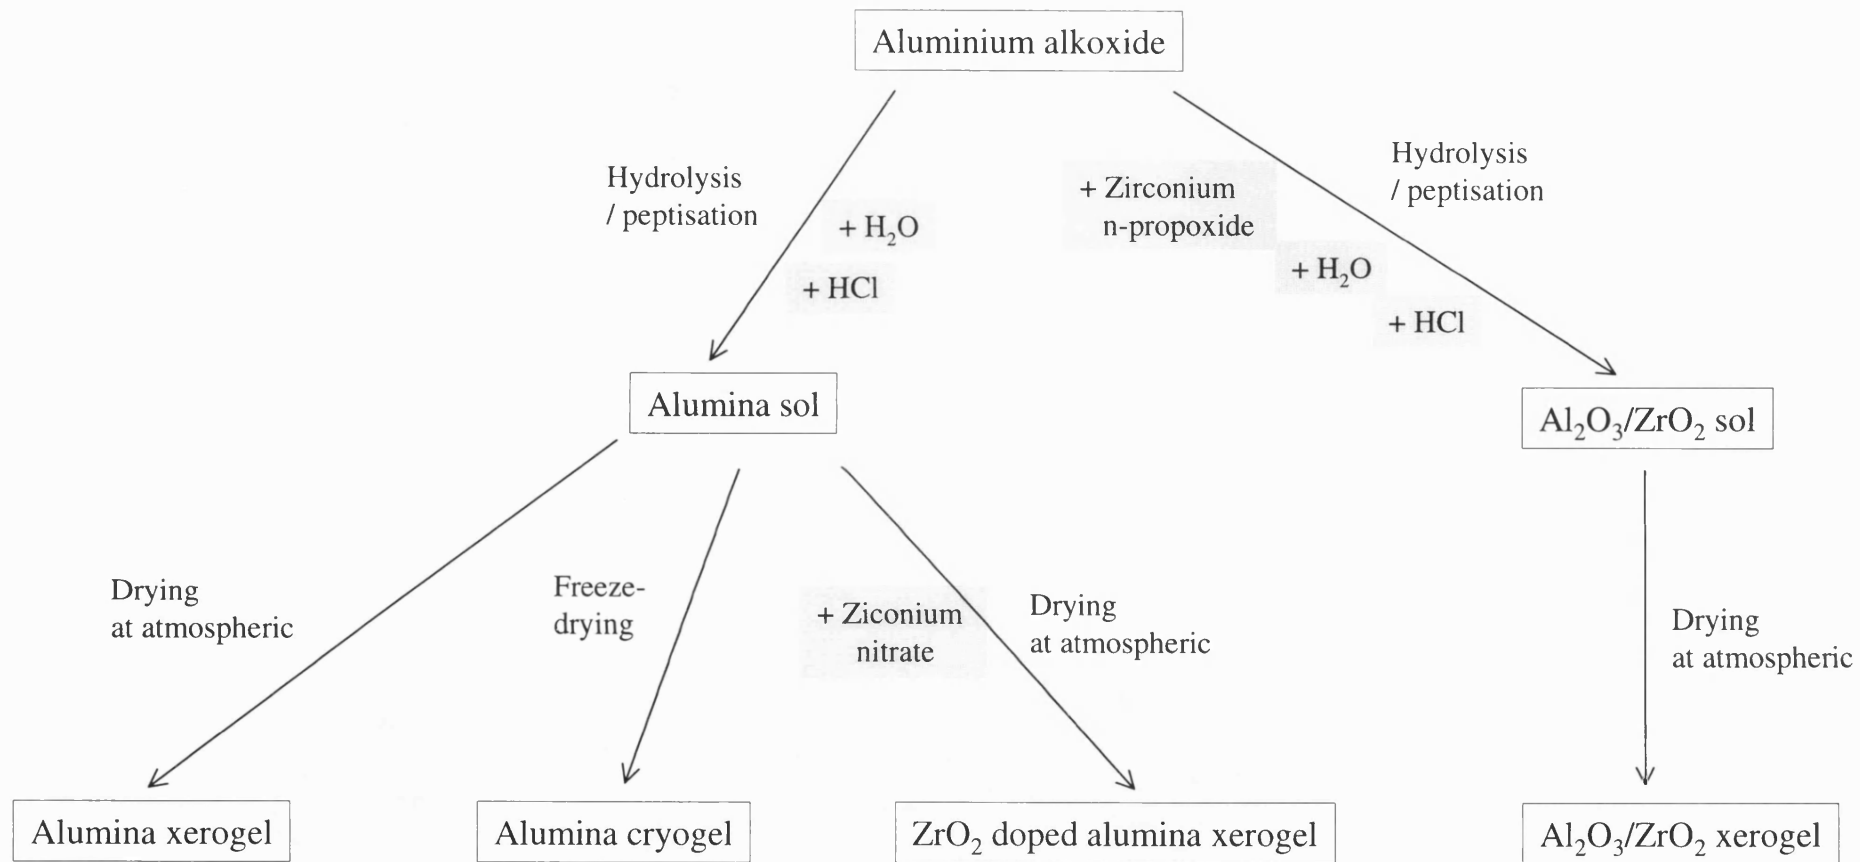 Aluminium alkoxide
Hydrolysis
/ peptisation
+ H₂O
+ HCl
+ Zirconium
n-propoxide
+ H₂O
+ HCl
Hydrolysis
/ peptisation
Alumina sol
Al₂O₃/ZrO₂ sol
Drying
at atmospheric
Freeze-
drying
+ Ziconium
nitrate
Drying
at atmospheric
Drying
at atmospheric
Alumina xerogel
Alumina cryogel
ZrO₂ doped alumina xerogel
Al₂O₃/ZrO₂ xerogel